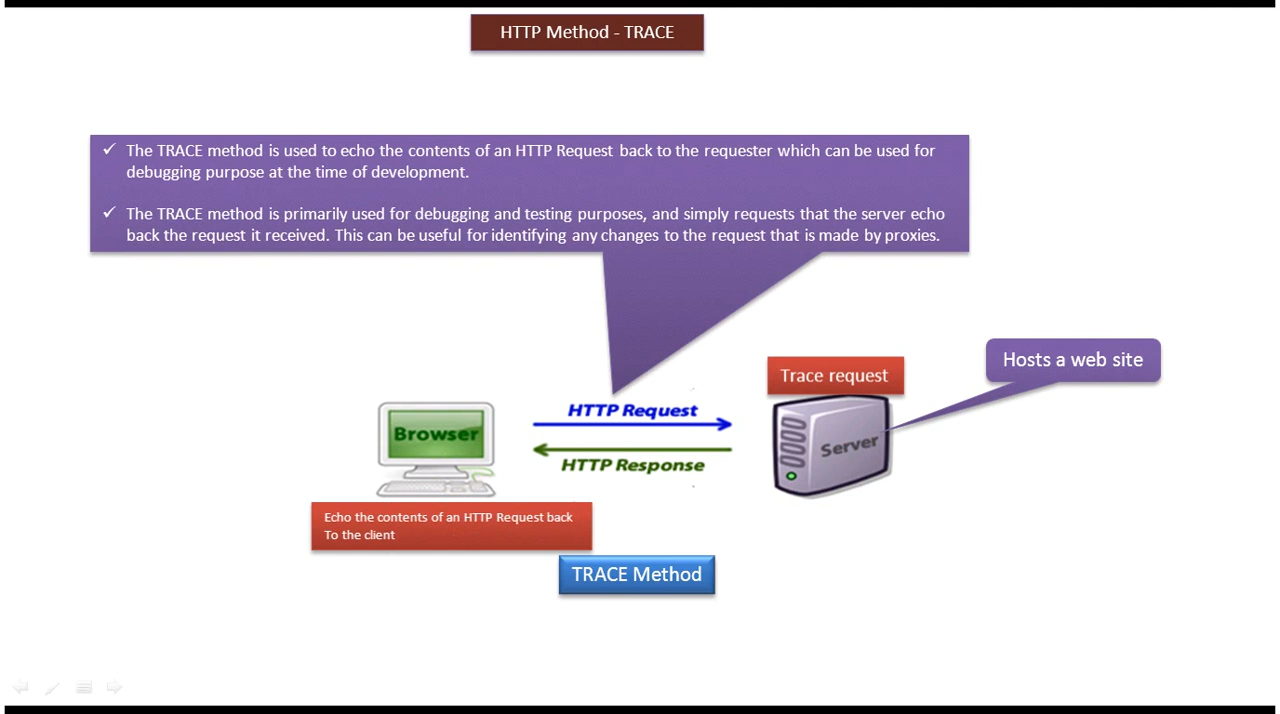 HTTP Method - TRACE
✓ The TRACE method is used to echo the contents of an HTTP Request back to the requester which can be used for
debugging purpose at the time of development.
✓ The TRACE method is primarily used for debugging and testing purposes, and simply requests that the server echo
back the request it received. This can be useful for identifying any changes to the request that is made by proxies.
Hosts a web site
Trace request
HTTP Request
Browser
Server
HTTP Response
Echo the contents of an HTTP Request back
To the client
TRACE Method